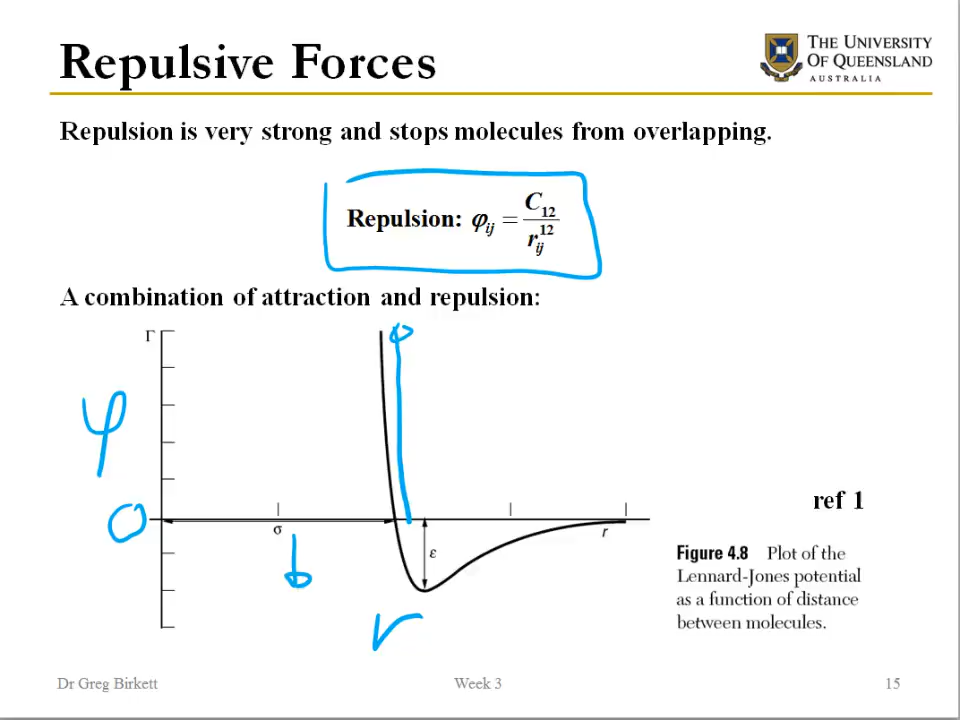 Repulsive Forces
THE UNIVERSITY
OF QUEENSLAND
AUSTRALIA
Repulsion is very strong and stops molecules from overlapping.
Repulsion: φij = C12 / rij^12
A combination of attraction and repulsion:
Γ
φ
0
σ
b
ε
r
r
ref 1
Figure 4.8 Plot of the
Lennard-Jones potential
as a function of distance
between molecules.
Dr Greg Birkett
Week 3
15